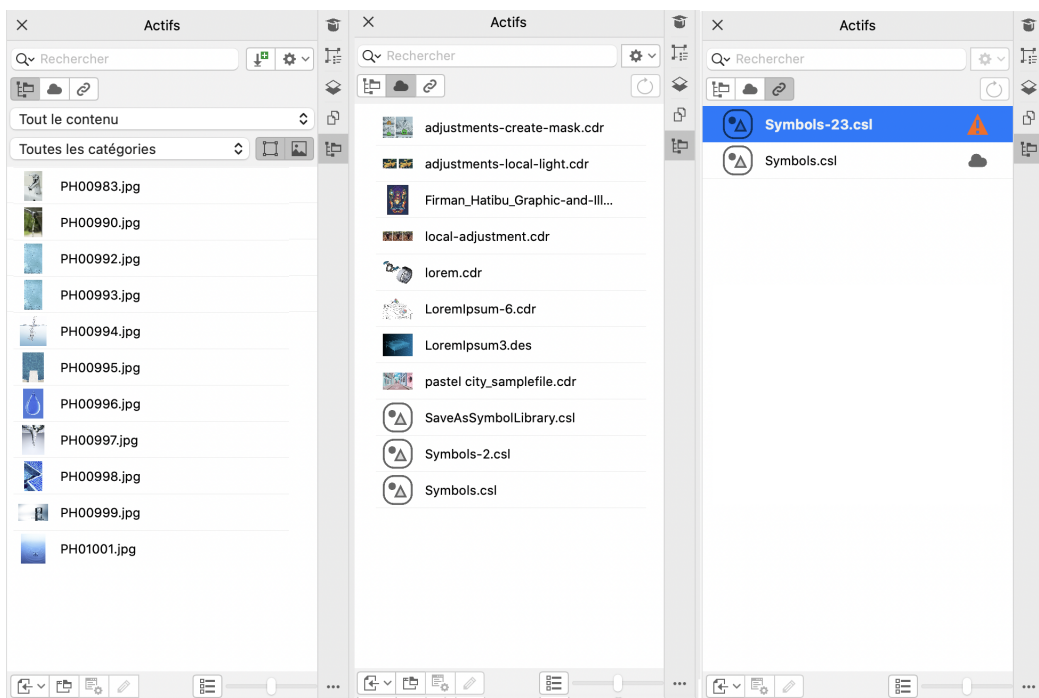 Actifs
Rechercher
Tout le contenu
Toutes les catégories
PH00983.jpg
PH00990.jpg
PH00992.jpg
PH00993.jpg
PH00994.jpg
PH00995.jpg
PH00996.jpg
PH00997.jpg
PH00998.jpg
PH00999.jpg
PH01001.jpg
Actifs
Rechercher
adjustments-create-mask.cdr
adjustments-local-light.cdr
Firman_Hatibu_Graphic-and-Ill...
local-adjustment.cdr
lorem.cdr
LoremIpsum-6.cdr
LoremIpsum3.des
pastel city_samplefile.cdr
SaveAsSymbolLibrary.csl
Symbols-2.csl
Symbols.csl
Actifs
Rechercher
Symbols-23.csl
Symbols.csl